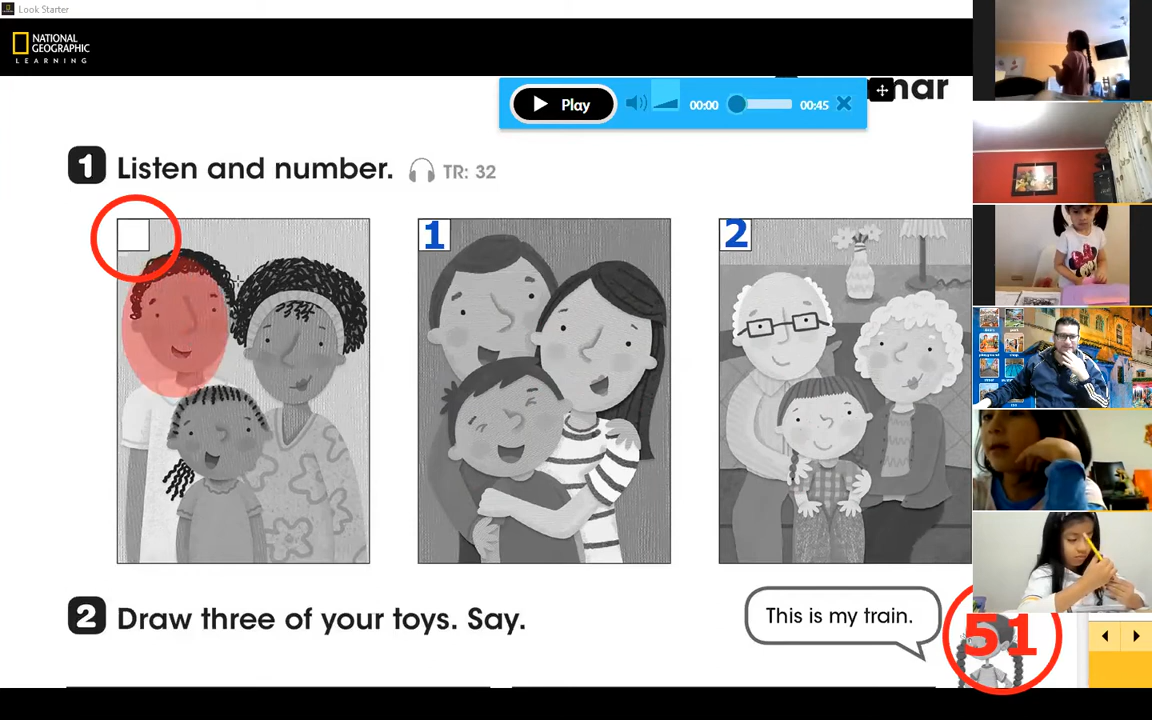 Look Starter
NATIONAL
GEOGRAPHIC
LEARNING
Play 00:00 00:45
1 Listen and number. TR: 32
1
2
2 Draw three of your toys. Say.
This is my train.
51